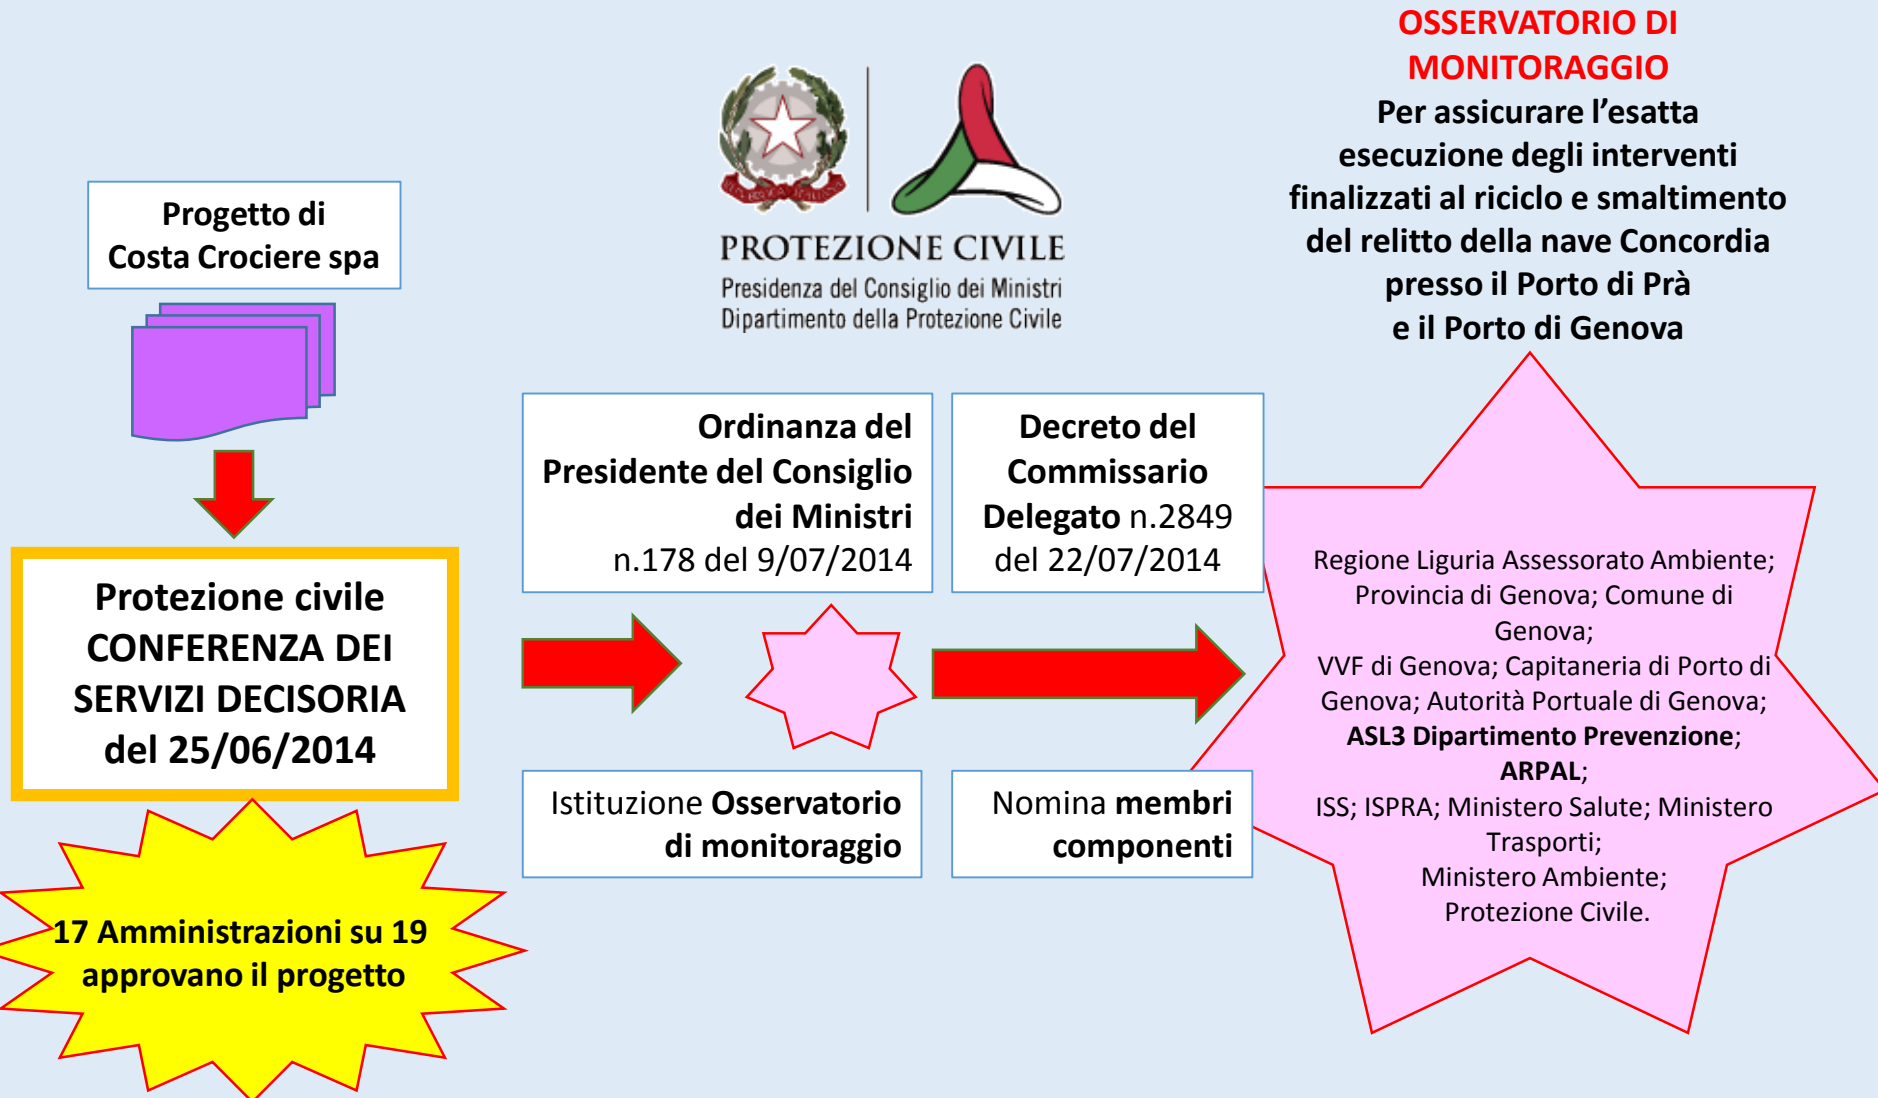 OSSERVATORIO DI
MONITORAGGIO
Per assicurare l’esatta
esecuzione degli interventi
finalizzati al riciclo e smaltimento
del relitto della nave Concordia
presso il Porto di Prà
e il Porto di Genova
PROTEZIONE CIVILE
Presidenza del Consiglio dei Ministri
Dipartimento della Protezione Civile
Progetto di
Costa Crociere spa
Protezione civile
CONFERENZA DEI
SERVIZI DECISORIA
del 25/06/2014
17 Amministrazioni su 19
approvano il progetto
Ordinanza del
Presidente del Consiglio
dei Ministri
n.178 del 9/07/2014
Istituzione Osservatorio
di monitoraggio
Decreto del
Commissario
Delegato n.2849
del 22/07/2014
Nomina membri
componenti
Regione Liguria Assessorato Ambiente;
Provincia di Genova; Comune di
Genova;
VVF di Genova; Capitaneria di Porto di
Genova; Autorità Portuale di Genova;
ASL3 Dipartimento Prevenzione;
ARPAL;
ISS; ISPRA; Ministero Salute; Ministero
Trasporti;
Ministero Ambiente;
Protezione Civile.